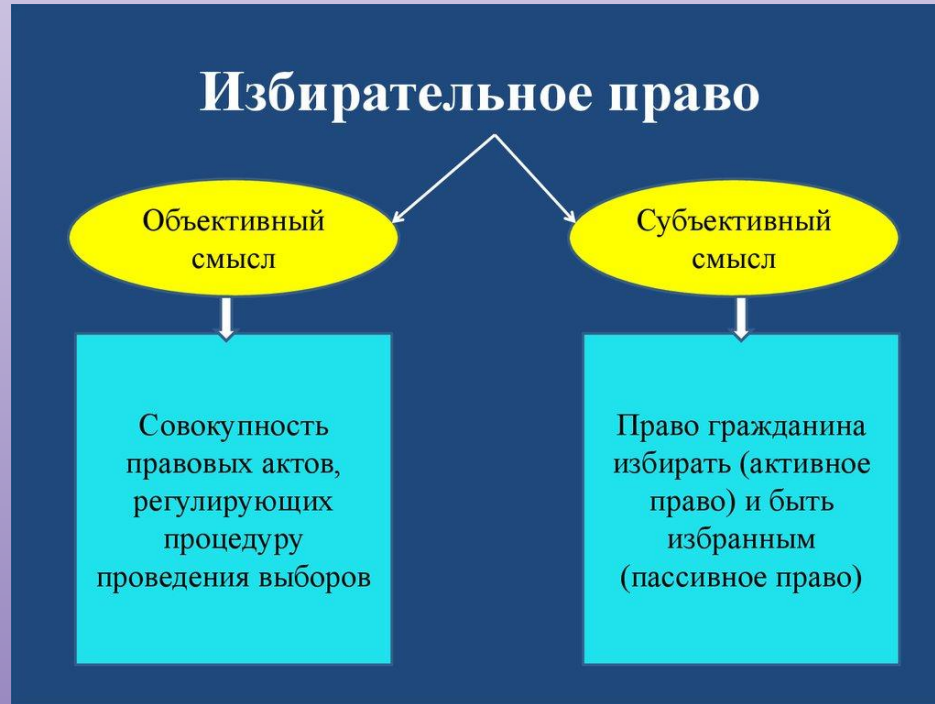 Избирательное право
Объективный
смысл
Субъективный
смысл
Совокупность
правовых актов,
регулирующих
процедуру
проведения выборов
Право гражданина
избирать (активное
право) и быть
избранным
(пассивное право)